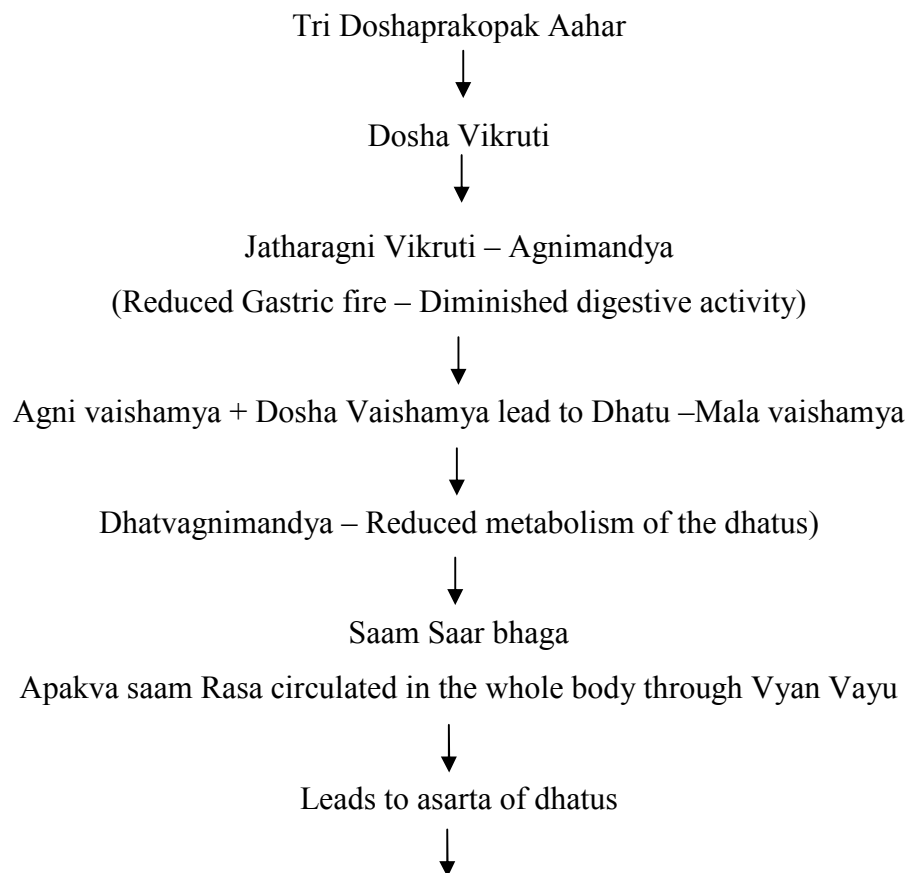 Tri Doshaprakopak Aahar
Dosha Vikruti
Jatharagni Vikruti – Agnimandya
(Reduced Gastric fire – Diminished digestive activity)
Agni vaishamya + Dosha Vaishamya lead to Dhatu –Mala vaishamya
Dhatvagnimandya – Reduced metabolism of the dhatus)
Saam Saar bhaga
Apakva saam Rasa circulated in the whole body through Vyan Vayu
Leads to asarta of dhatus